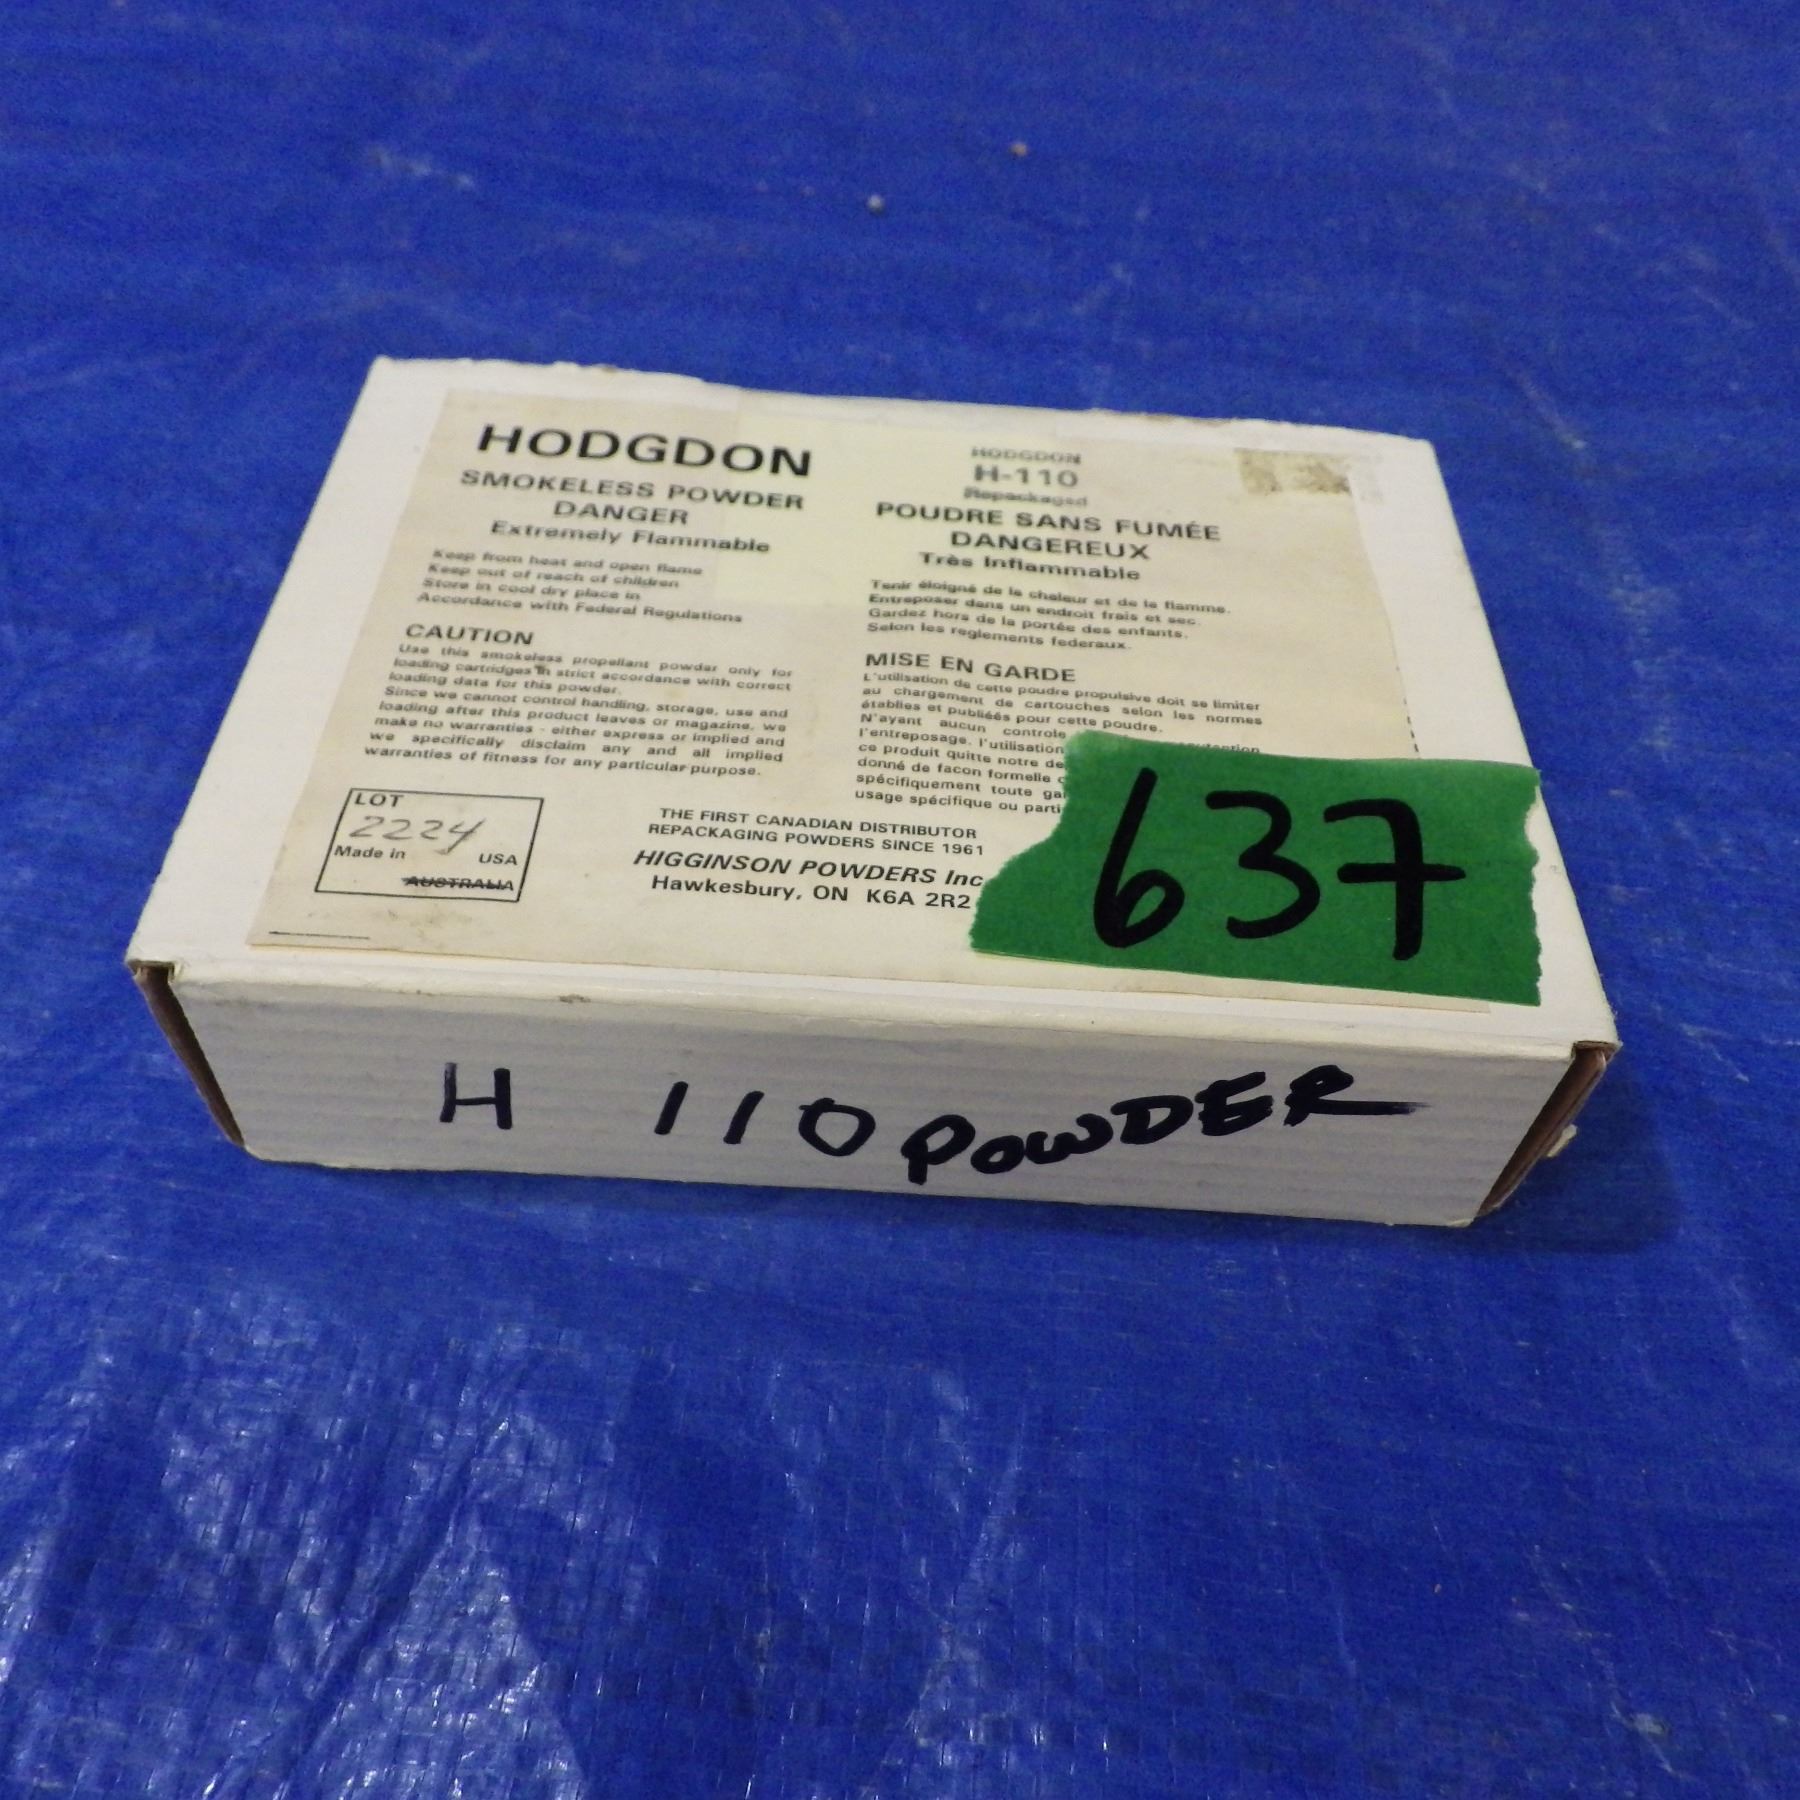 HODGDON
SMOKELESS POWDER
DANGER
Extremely Flammable
Keep from heat and open flame
Keep out of reach of children
Store in cool dry place in
Accordance with Federal Regulations
CAUTION
Use this smokeless propellant powder only for
loading cartridges in strict accordance with correct
loading data for this powder.
Since we cannot control handling, storage, use and
loading after this product leaves or magazine, we
make no warranties - either express or implied and
we specifically disclaim any and all implied
warranties of fitness for any particular purpose.
HODGDON
H-110
Repackaged
POUDRE SANS FUMÉE
DANGEREUX
Très Inflammable
Tenir éloigné de la chaleur et de la flamme.
Entreposer dans un endroit frais et sec.
Gardez hors de la portée des enfants.
Selon les reglements federaux.
MISE EN GARDE
L'utilisation de cette poudre propulsive doit se limiter
au chargement de cartouches selon les normes
établies et publiéés pour cette poudre.
N'ayant aucun controle
l'entreposage, l'utilisation
ce produit quitte notre
donné de facon formelle
spécifiquement toute
usage spécifique ou
LOT
2224
Made in USA
AUSTRALIA
THE FIRST CANADIAN DISTRIBUTOR
REPACKAGING POWDERS SINCE 1961
HIGGINSON POWDERS Inc
Hawkesbury, ON K6A 2R2
637
H 110 POWDER